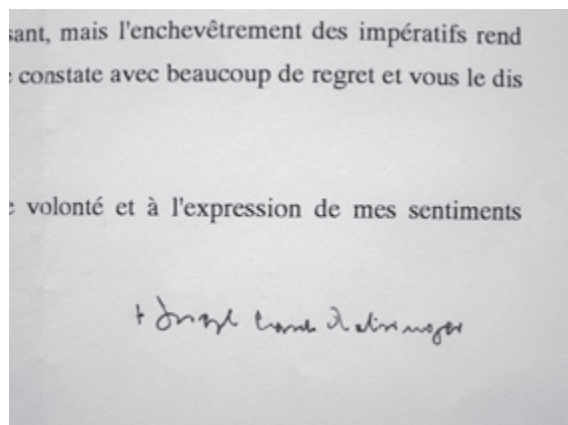 sant, mais l'enchevêtrement des impératifs rend
constate avec beaucoup de regret et vous le dis
volonté et à l'expression de mes sentiments
+ Joseph Card. Ratzinger